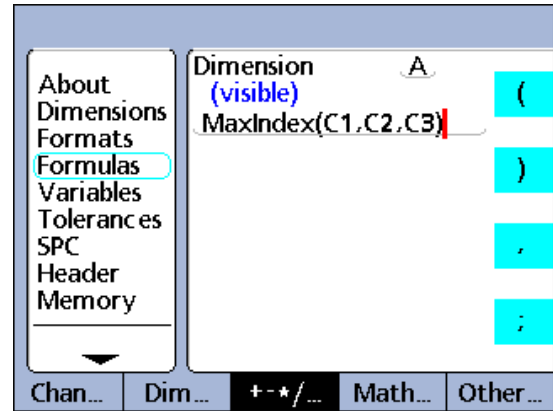 About
Dimensions
Formats
Formulas
Variables
Tolerances
SPC
Header
Memory
Dimension A
(visible)
MaxIndex(C1,C2,C3)
(
)
,
;
Chan... Dim... +-*/... Math... Other...